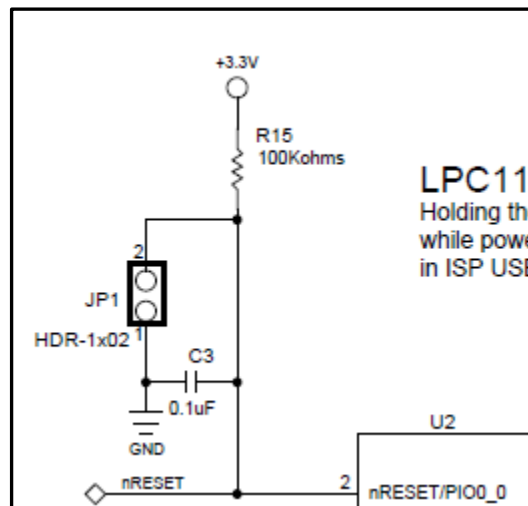 +3.3V
R15
100Kohms
LPC11
Holding th
while powe
in ISP USB
2
JP1
1
HDR-1x02
C3
0.1uF
GND
U2
nRESET
2
nRESET/PIO0_0